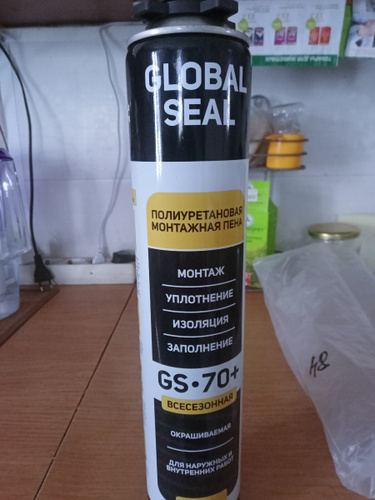 GLOBAL
SEAL
ПОЛИУРЕТАНОВАЯ
МОНТАЖНАЯ ПЕНА
МОНТАЖ
УПЛОТНЕНИЕ
ИЗОЛЯЦИЯ
ЗАПОЛНЕНИЕ
GS•70+
ВСЕСЕЗОННАЯ
ОКРАШИВАЕМАЯ
ДЛЯ НАРУЖНЫХ И
ВНУТРЕННИХ РАБОТ